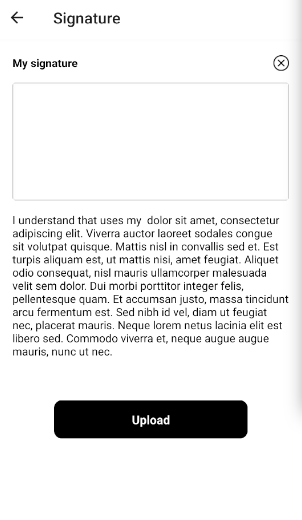 Signature
My signature
I understand that uses my dolor sit amet, consectetur
adipiscing elit. Viverra auctor laoreet sodales congue
sit volutpat quisque. Mattis nisl in convallis sed et. Est
turpis aliquam est, ut mattis nisi, amet feugiat. Aliquet
odio consequat, nisl mauris ullamcorper malesuada
velit sem dolor. Dui morbi porttitor integer felis,
pellentesque quam. Et accumsan justo, massa tincidunt
arcu fermentum est. Sed nibh id vel, diam ut feugiat
nec, placerat mauris. Neque lorem netus lacinia elit est
libero sed. Commodo viverra et, neque augue augue
mauris, nunc ut nec.
Upload